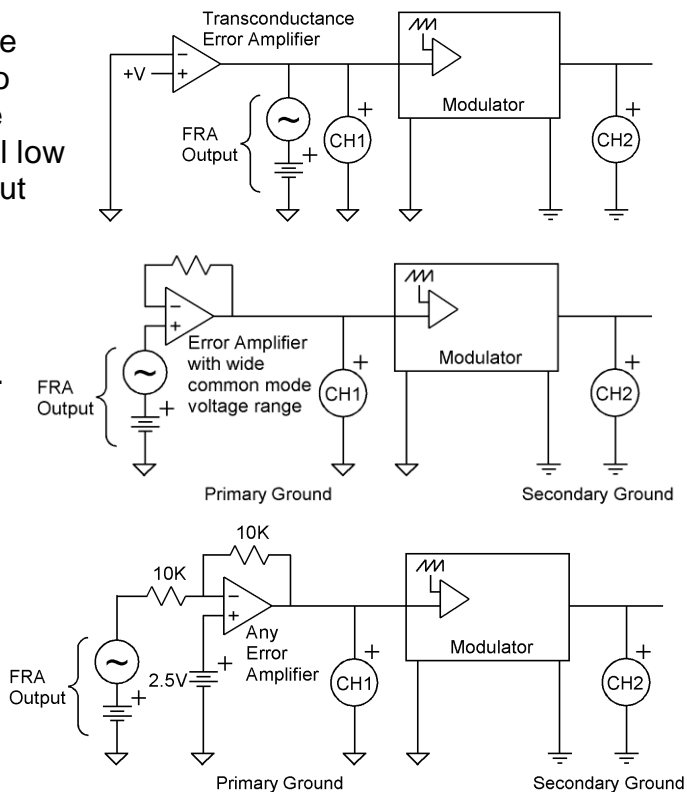 Transconductance
Error Amplifier
+V
FRA
Output
~
+
CH1
+
Modulator
CH2
+
l low
FRA
Output
~
+
Error Amplifier
with wide
common mode
voltage range
CH1
+
Modulator
CH2
+
Primary Ground
Secondary Ground
10K
10K
FRA
Output
~
+
2.5V
+
Any
Error
Amplifier
CH1
+
Modulator
CH2
+
Primary Ground
Secondary Ground